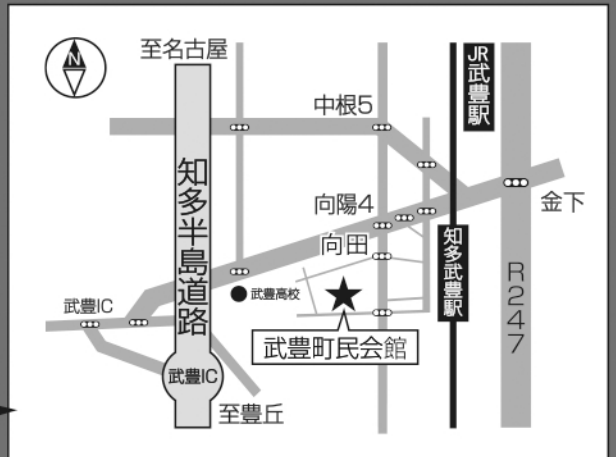 N
至名古屋
JR武豊駅
中根5
知多半島道路
向陽4
金下
向田
知多武豊駅
武豊高校
R247
武豊IC
武豊町民会館
武豊IC
至豊丘